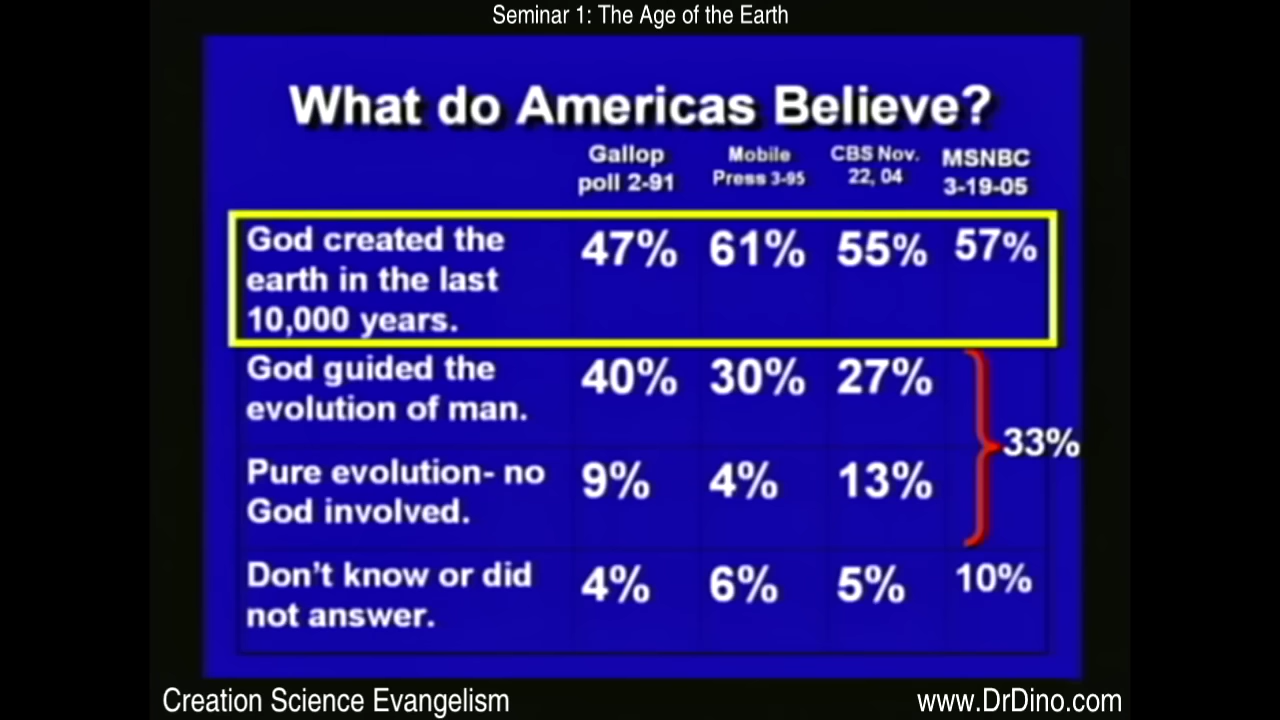 Seminar 1: The Age of the Earth
What do Americas Believe?
Gallop
poll 2-91
Mobile
Press 3-95
CBS Nov.
22, 04
MSNBC
3-19-05
God created the
earth in the last
10,000 years.
47% 61% 55% 57%
God guided the
evolution of man.
40% 30% 27%
33%
Pure evolution- no
God involved.
9% 4% 13%
Don't know or did
not answer.
4% 6% 5% 10%
Creation Science Evangelism
www.DrDino.com